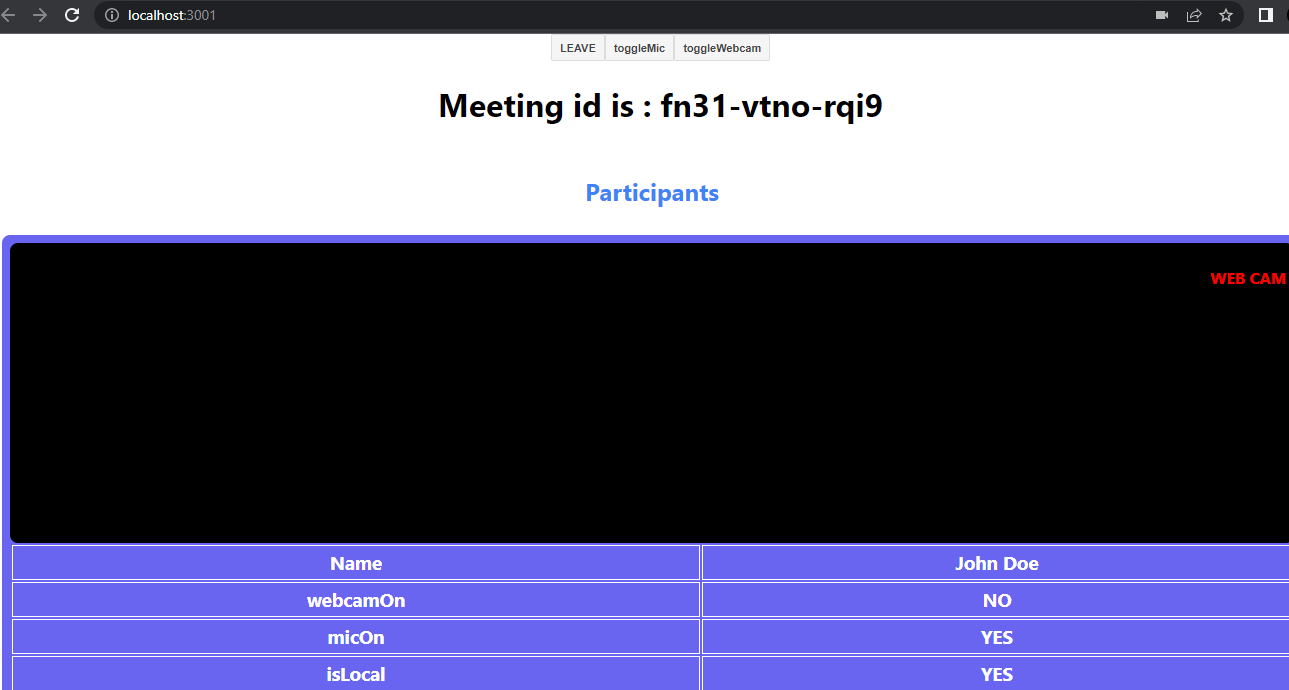 localhost:3001
LEAVE toggleMic toggleWebcam
Meeting id is : fn31-vtno-rqi9
Participants
WEB CAM
Name John Doe
webcamOn NO
micOn YES
isLocal YES